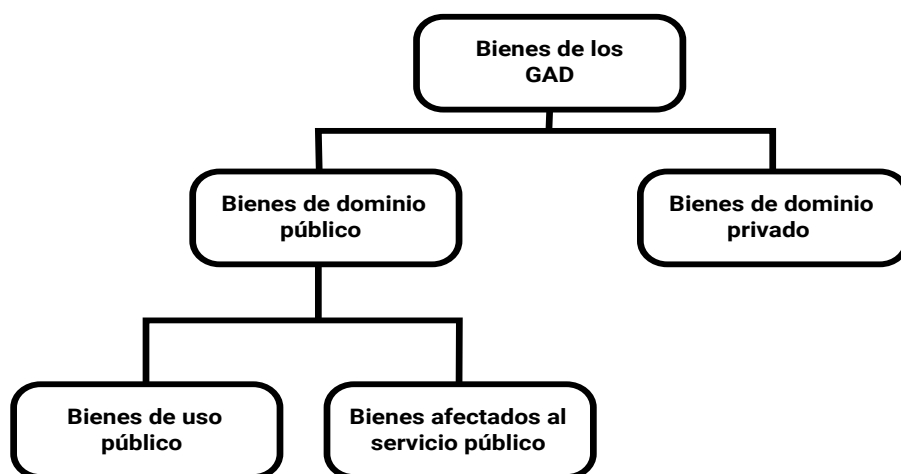 Bienes de los
GAD
Bienes de dominio
público
Bienes de dominio
privado
Bienes de uso
público
Bienes afectados al
servicio público